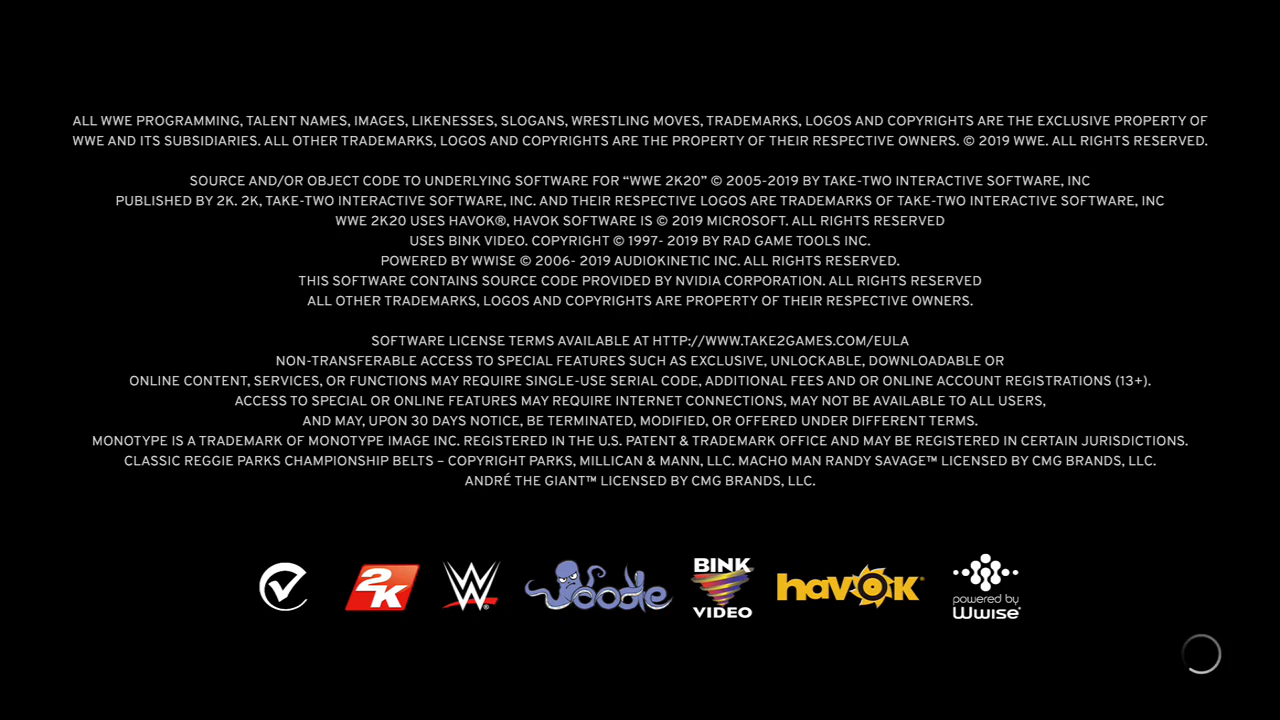 ALL WWE PROGRAMMING, TALENT NAMES, IMAGES, LIKENESSES, SLOGANS, WRESTLING MOVES, TRADEMARKS, LOGOS AND COPYRIGHTS ARE THE EXCLUSIVE PROPERTY OF
WWE AND ITS SUBSIDIARIES. ALL OTHER TRADEMARKS, LOGOS AND COPYRIGHTS ARE THE PROPERTY OF THEIR RESPECTIVE OWNERS. © 2019 WWE. ALL RIGHTS RESERVED.
SOURCE AND/OR OBJECT CODE TO UNDERLYING SOFTWARE FOR “WWE 2K20” © 2005-2019 BY TAKE-TWO INTERACTIVE SOFTWARE, INC
PUBLISHED BY 2K. 2K, TAKE-TWO INTERACTIVE SOFTWARE, INC. AND THEIR RESPECTIVE LOGOS ARE TRADEMARKS OF TAKE-TWO INTERACTIVE SOFTWARE, INC
WWE 2K20 USES HAVOK®, HAVOK SOFTWARE IS © 2019 MICROSOFT. ALL RIGHTS RESERVED
USES BINK VIDEO. COPYRIGHT © 1997- 2019 BY RAD GAME TOOLS INC.
POWERED BY WWISE © 2006- 2019 AUDIOKINETIC INC. ALL RIGHTS RESERVED.
THIS SOFTWARE CONTAINS SOURCE CODE PROVIDED BY NVIDIA CORPORATION. ALL RIGHTS RESERVED
ALL OTHER TRADEMARKS, LOGOS AND COPYRIGHTS ARE PROPERTY OF THEIR RESPECTIVE OWNERS.
SOFTWARE LICENSE TERMS AVAILABLE AT HTTP://WWW.TAKE2GAMES.COM/EULA
NON-TRANSFERABLE ACCESS TO SPECIAL FEATURES SUCH AS EXCLUSIVE, UNLOCKABLE, DOWNLOADABLE OR
ONLINE CONTENT, SERVICES, OR FUNCTIONS MAY REQUIRE SINGLE-USE SERIAL CODE, ADDITIONAL FEES AND OR ONLINE ACCOUNT REGISTRATIONS (13+).
ACCESS TO SPECIAL OR ONLINE FEATURES MAY REQUIRE INTERNET CONNECTIONS, MAY NOT BE AVAILABLE TO ALL USERS,
AND MAY, UPON 30 DAYS NOTICE, BE TERMINATED, MODIFIED, OR OFFERED UNDER DIFFERENT TERMS.
MONOTYPE IS A TRADEMARK OF MONOTYPE IMAGE INC. REGISTERED IN THE U.S. PATENT & TRADEMARK OFFICE AND MAY BE REGISTERED IN CERTAIN JURISDICTIONS.
CLASSIC REGGIE PARKS CHAMPIONSHIP BELTS – COPYRIGHT PARKS, MILLICAN & MANN, LLC. MACHO MAN RANDY SAVAGE™ LICENSED BY CMG BRANDS, LLC.
ANDRÉ THE GIANT™ LICENSED BY CMG BRANDS, LLC.
2K
W®
oodle
BINK VIDEO
havok®
powered by
Wwise®